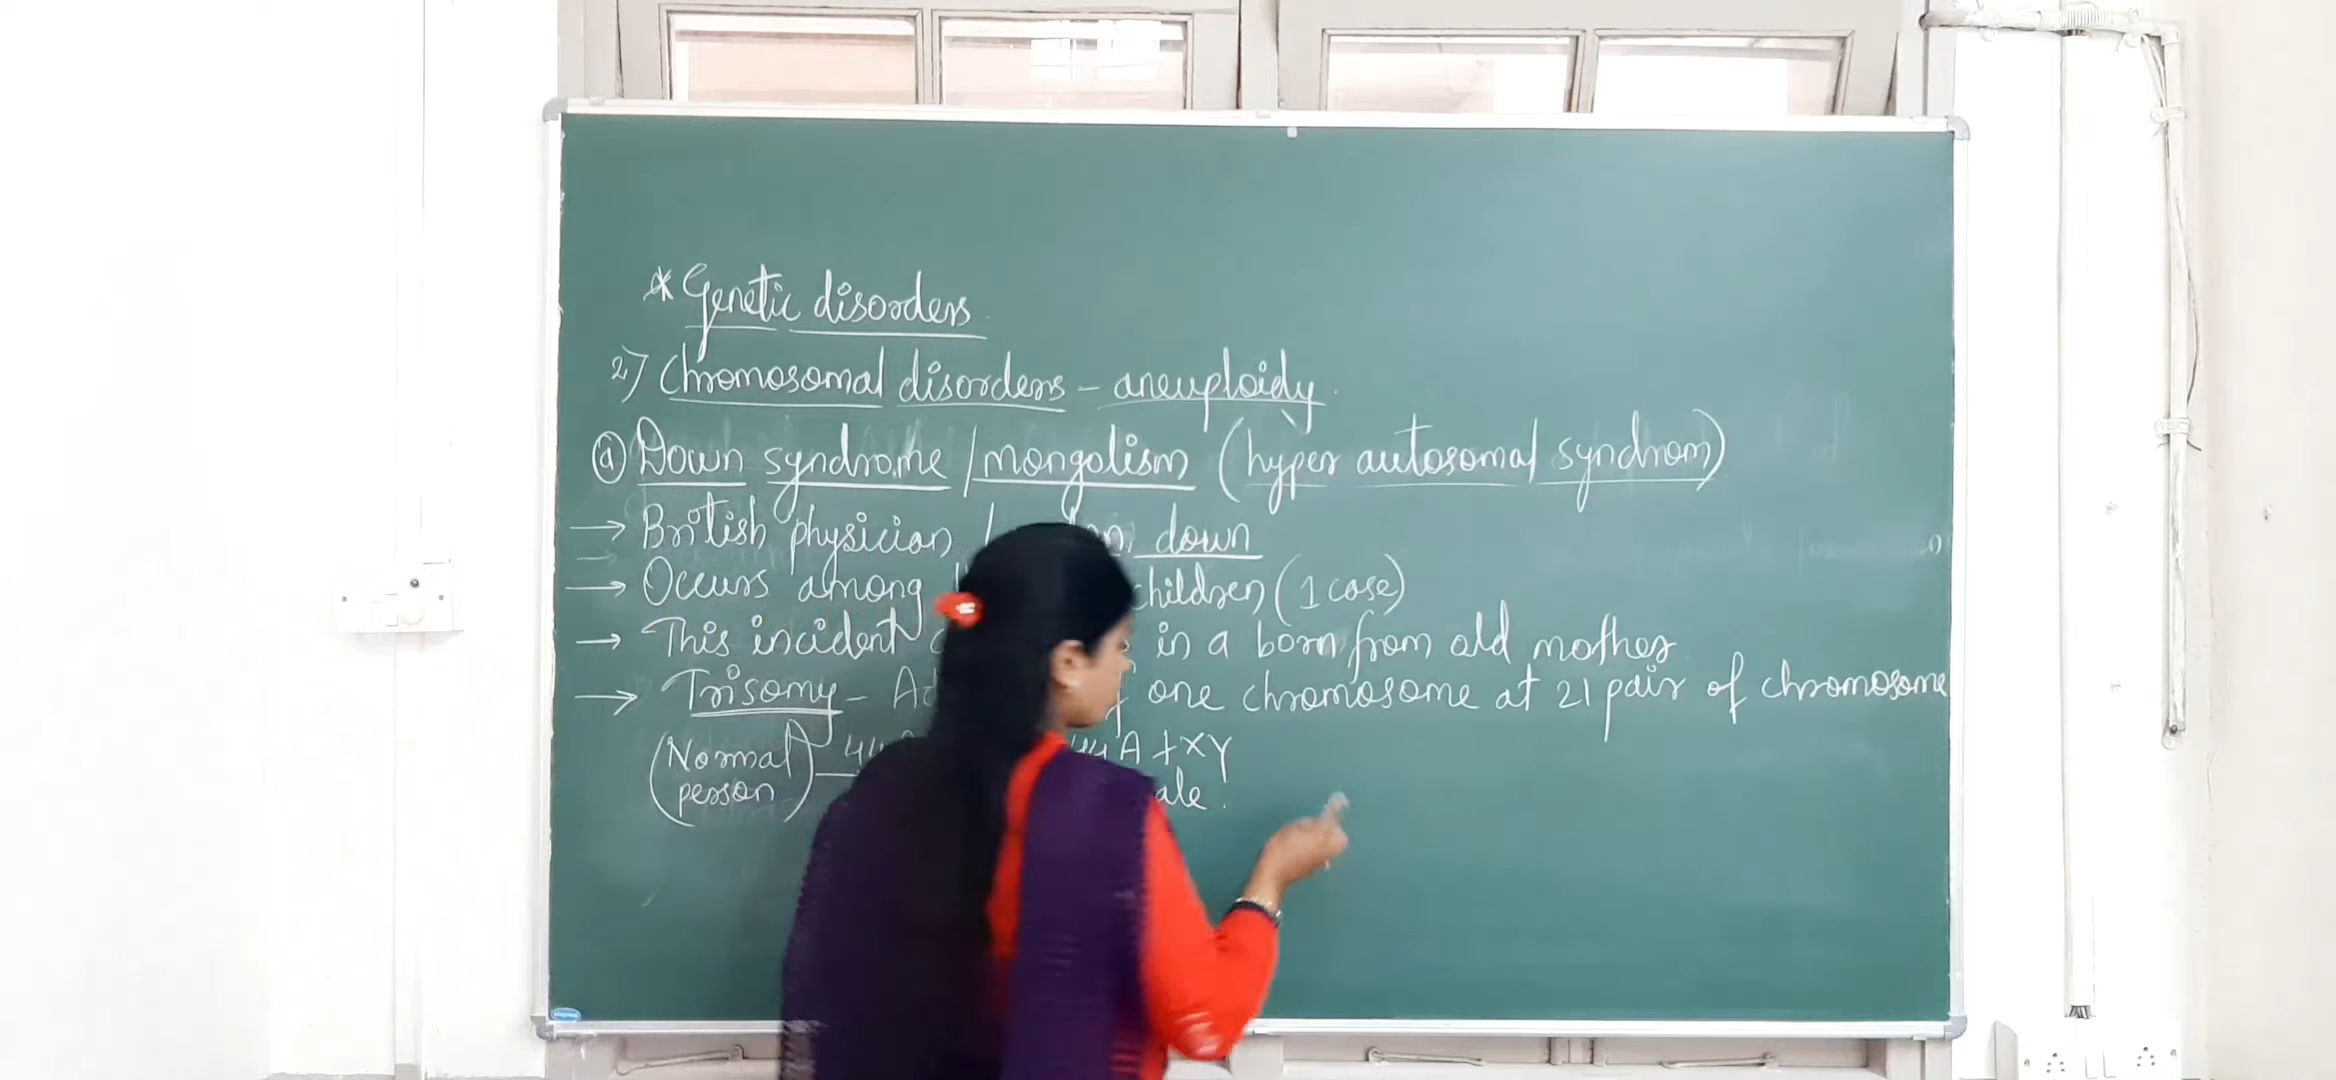 * Genetic disorders
2) Chromosomal disorders - aneuploidy
(a) Down syndrome / mongolism (hyper autosomal syndrom)
→ British physician down
→ Occurs among children (1 case)
→ This incident in a born from old mother
→ Trisomy - one chromosome at 21 pair of chromosome
(Normal person) 44A + XY